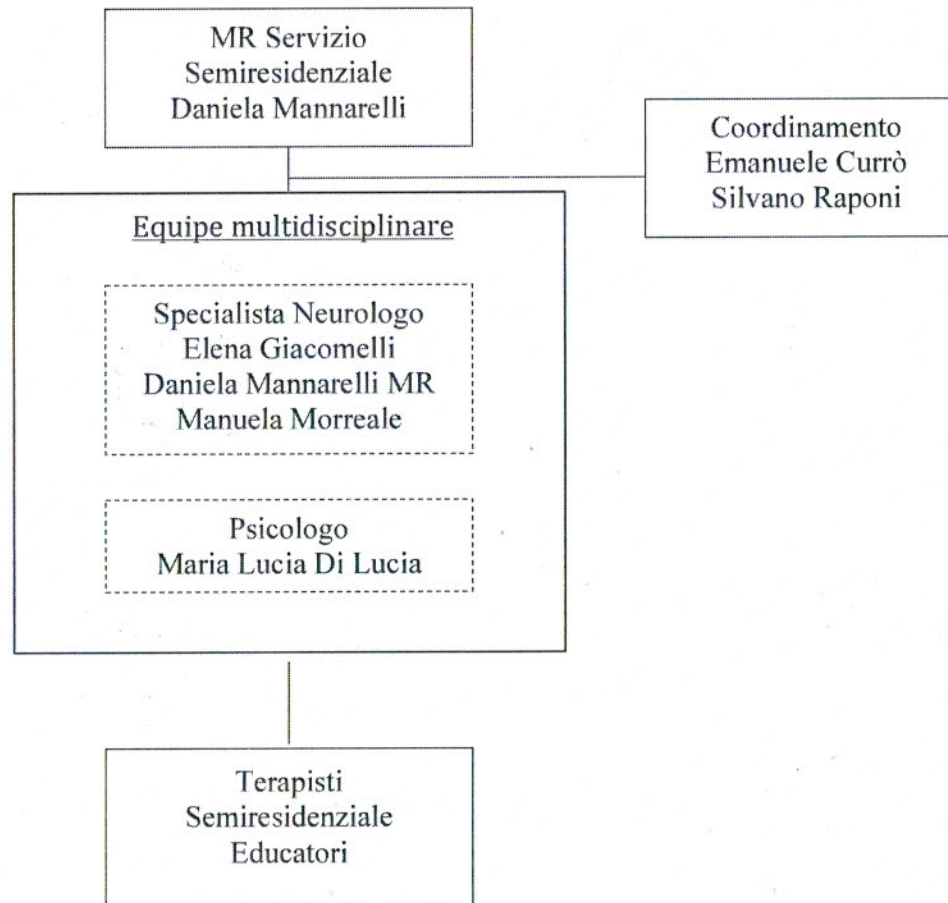 MR Servizio
Semiresidenziale
Daniela Mannarelli
Coordinamento
Emanuele Currò
Silvano Raponi
Equipe multidisciplinare
Specialista Neurologo
Elena Giacomelli
Daniela Mannarelli MR
Manuela Morreale
Psicologo
Maria Lucia Di Lucia
Terapisti
Semiresidenziale
Educatori